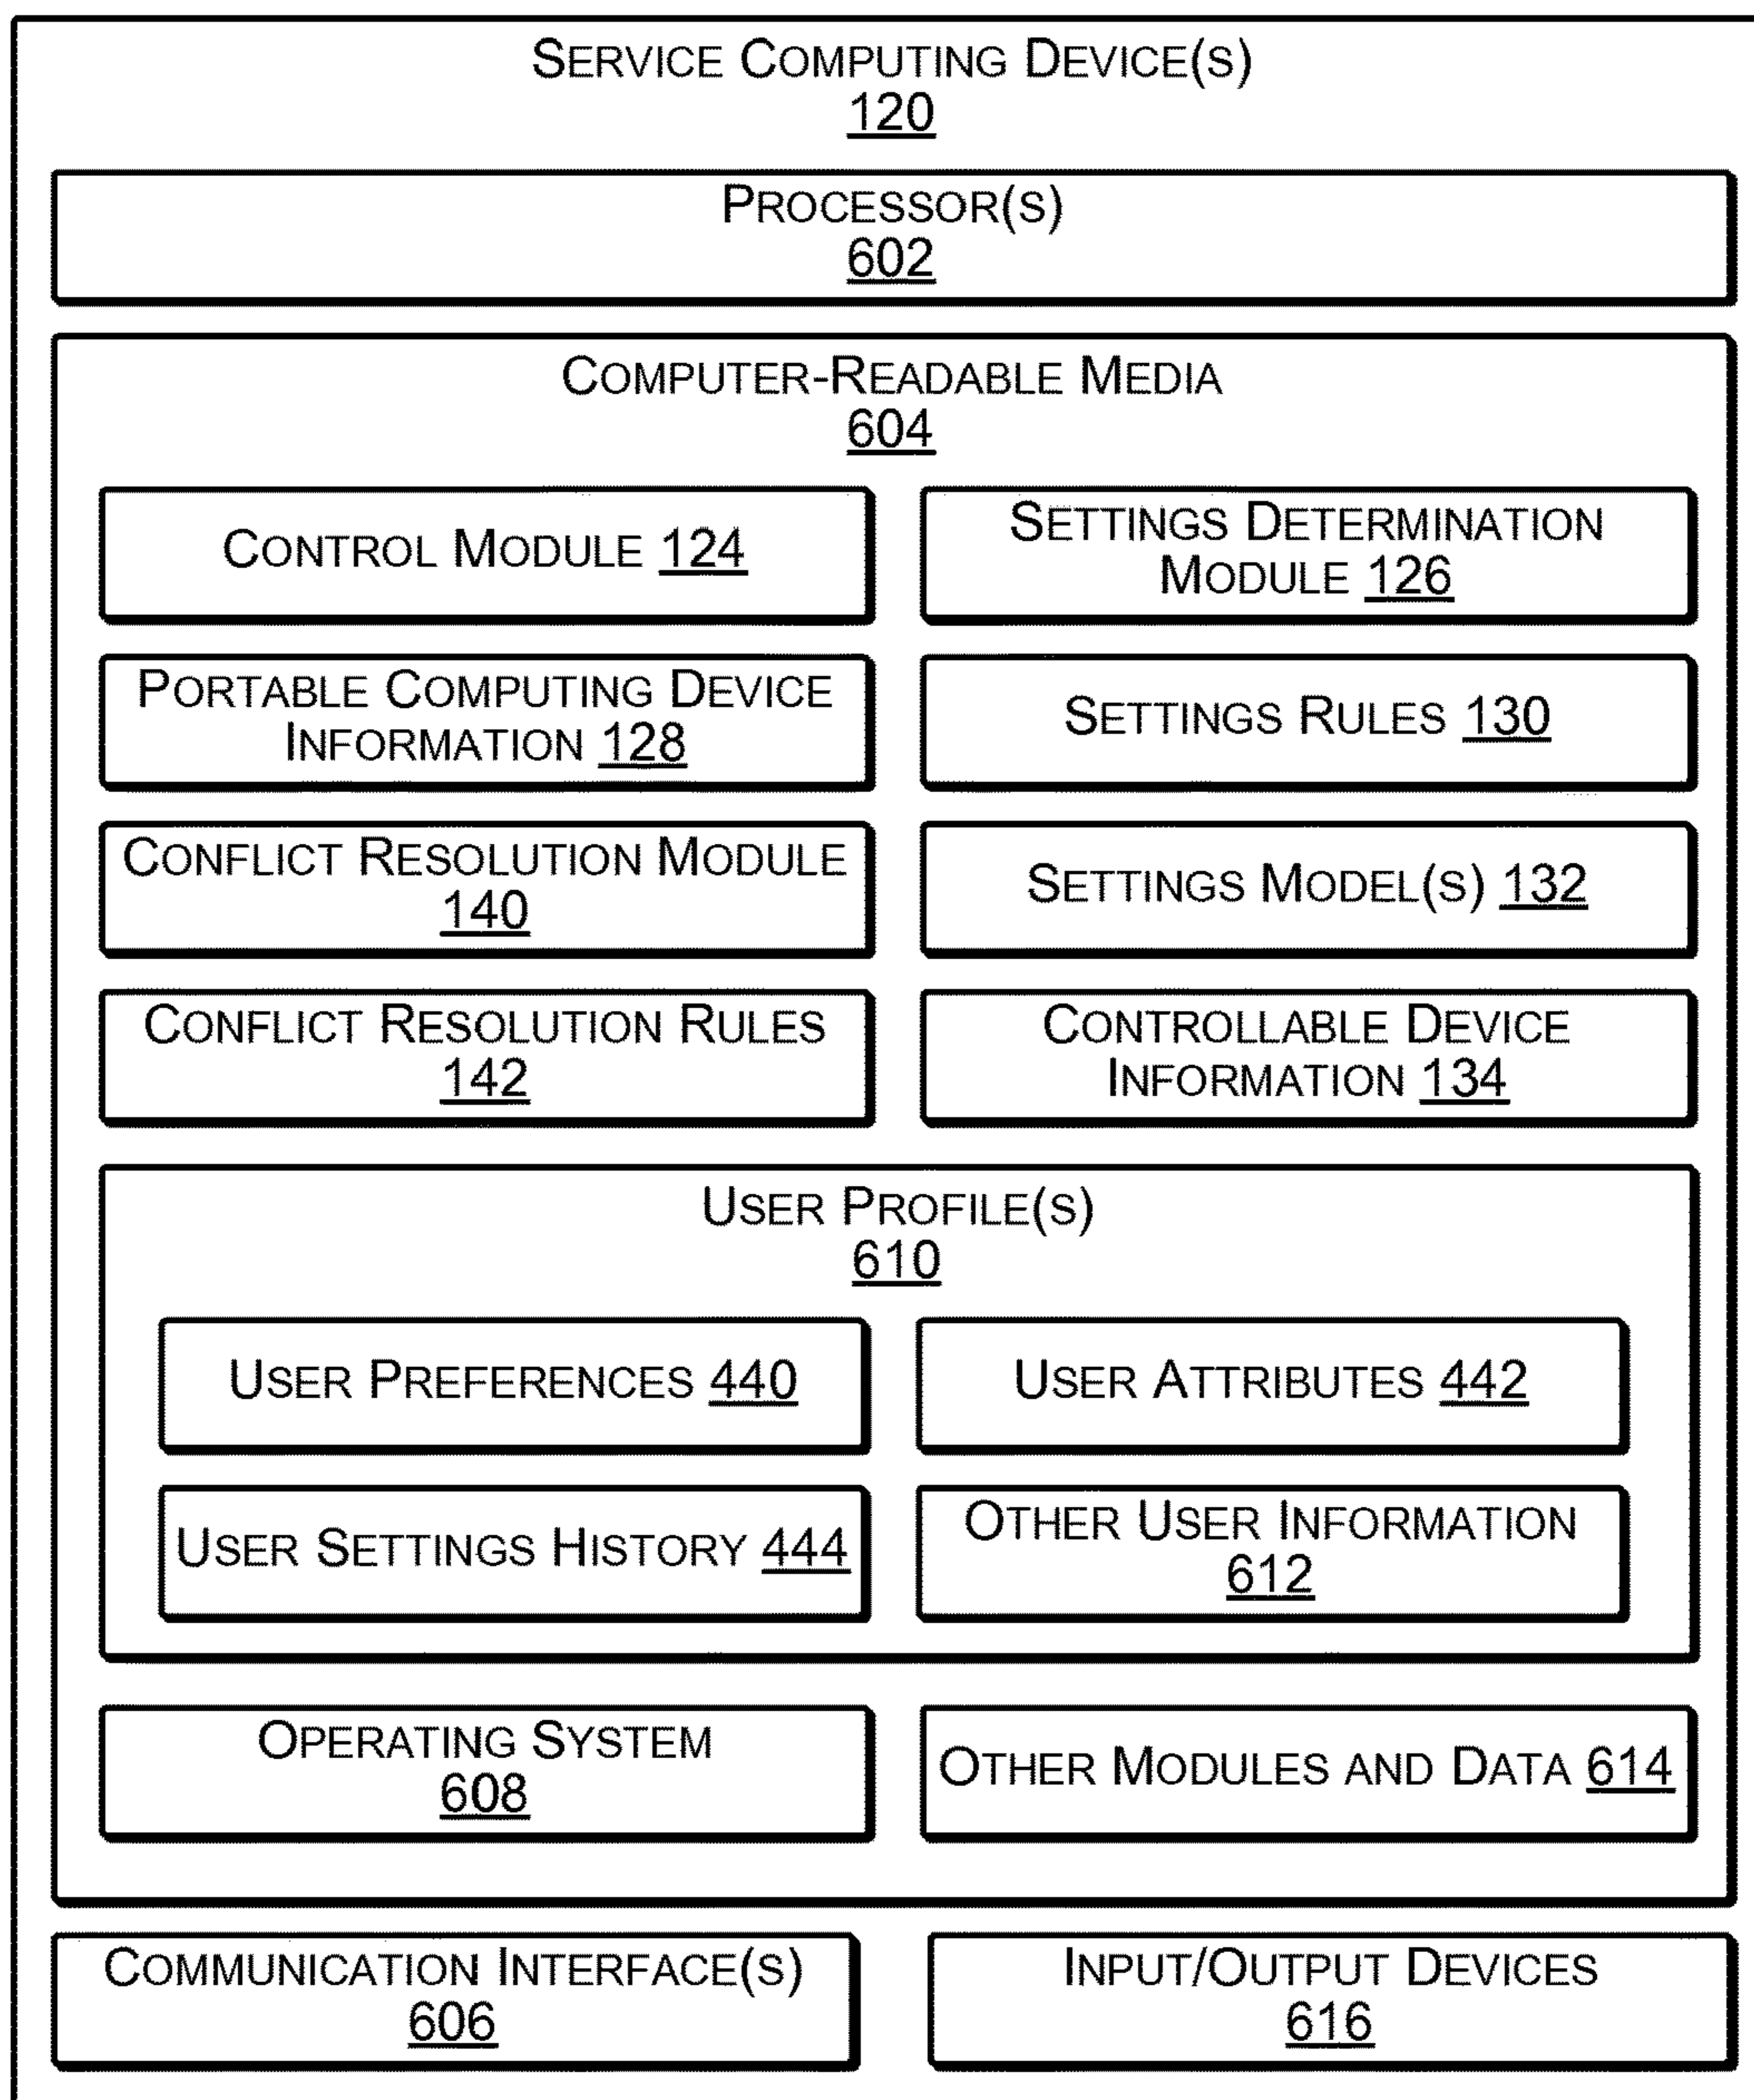 SERVICE COMPUTING DEVICE(S)
120
PROCESSOR(S)
602
COMPUTER-READABLE MEDIA
604
CONTROL MODULE 124
SETTINGS DETERMINATION
MODULE 126
PORTABLE COMPUTING DEVICE
INFORMATION 128
SETTINGS RULES 130
CONFLICT RESOLUTION MODULE
140
SETTINGS MODEL(S) 132
CONFLICT RESOLUTION RULES
142
CONTROLLABLE DEVICE
INFORMATION 134
USER PROFILE(S)
610
USER PREFERENCES 440
USER ATTRIBUTES 442
USER SETTINGS HISTORY 444
OTHER USER INFORMATION
612
OPERATING SYSTEM
608
OTHER MODULES AND DATA 614
COMMUNICATION INTERFACE(S)
606
INPUT/OUTPUT DEVICES
616